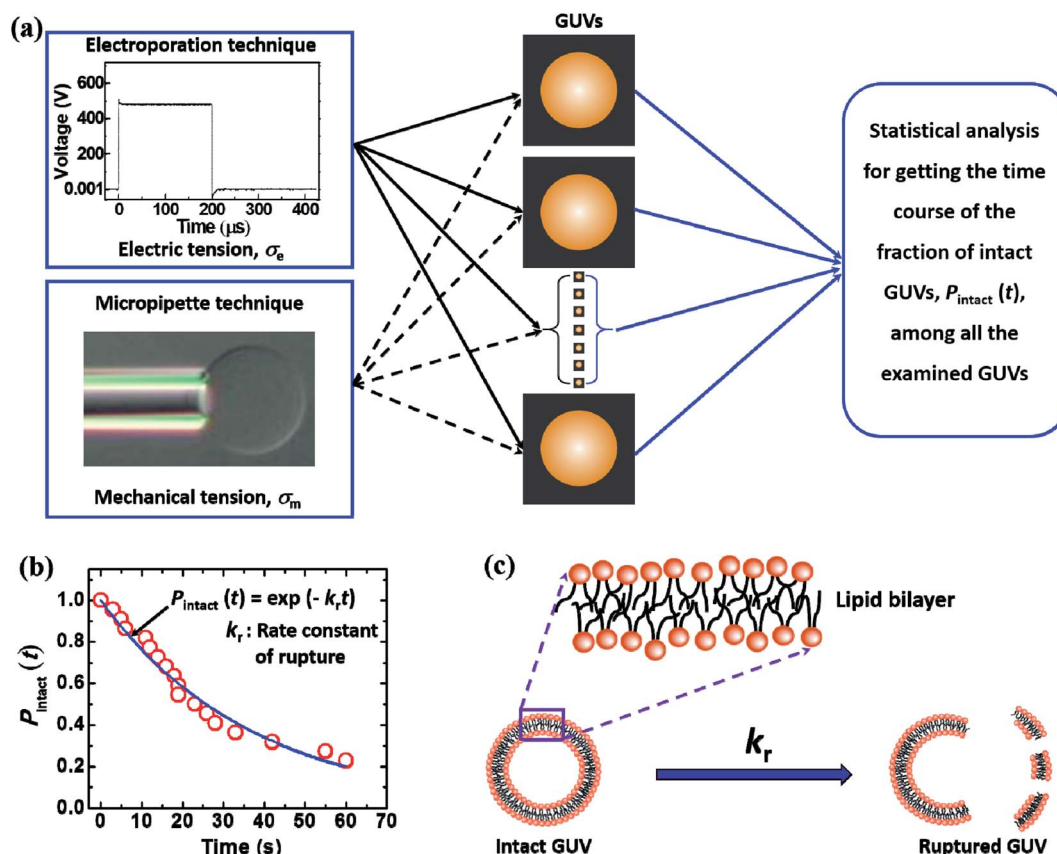 (a)
Electroporation technique
Voltage (V)
600
400
200
0.001
0 100 200 300 400
Time (μs)
Electric tension, σe
Micropipette technique
Mechanical tension, σm
GUVs
Statistical analysis
for getting the time
course of the
fraction of intact
GUVs, Pintact (t),
among all the
examined GUVs
(b)
Pintact (t)
1.0
0.8
0.6
0.4
0.2
0.0
0 10 20 30 40 50 60 70
Time (s)
Pintact (t) = exp (- krt)
kr : Rate constant
of rupture
(c)
Lipid bilayer
kr
Intact GUV
Ruptured GUV